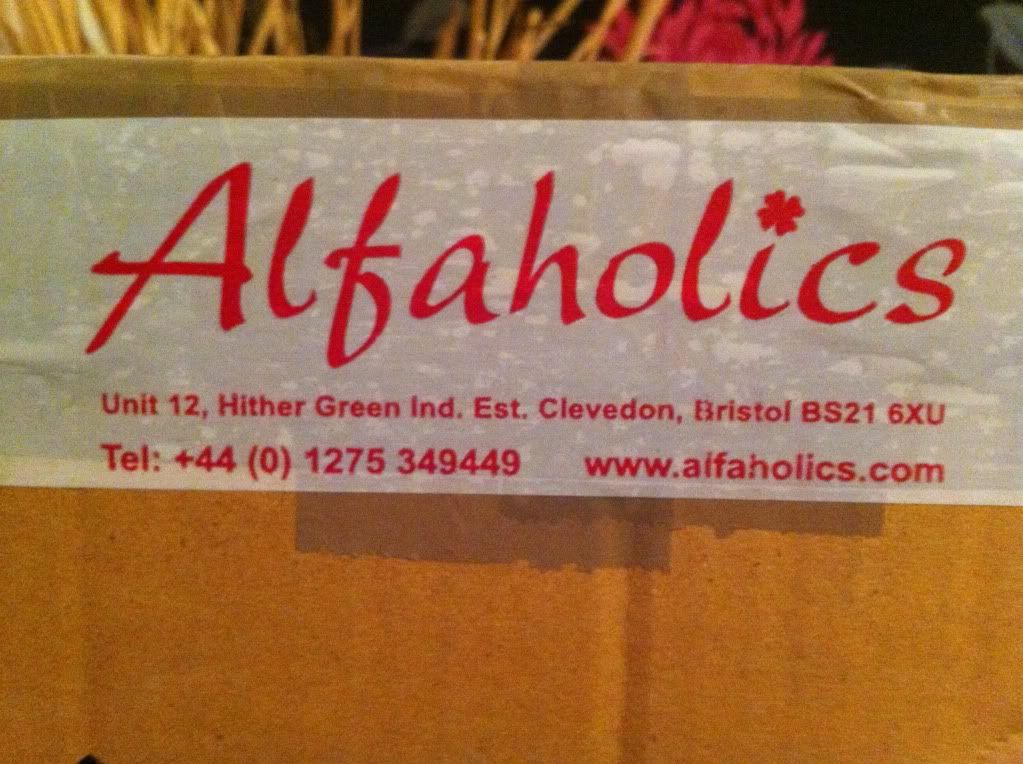 Alfaholics
Unit 12, Hither Green Ind. Est. Clevedon, Bristol BS21 6XU
Tel: +44 (0) 1275 349449 www.alfaholics.com